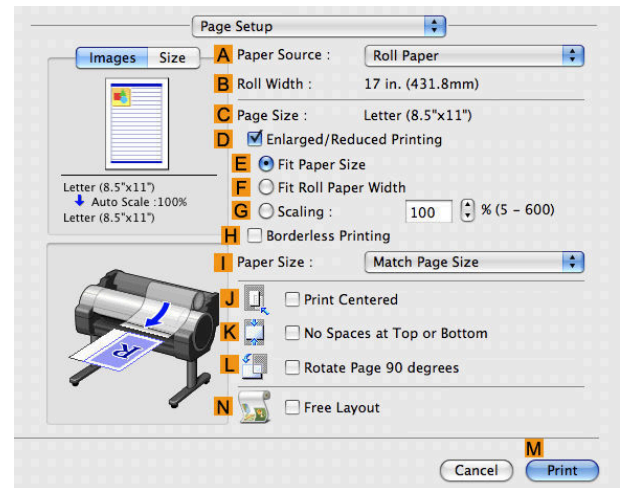 Page Setup
Images Size
A Paper Source : Roll Paper
B Roll Width : 17 in. (431.8mm)
C Page Size : Letter (8.5"x11")
D Enlarged/Reduced Printing
E Fit Paper Size
F Fit Roll Paper Width
G Scaling : 100 % (5 - 600)
H Borderless Printing
I Paper Size : Match Page Size
Letter (8.5"x11")
Auto Scale :100%
Letter (8.5"x11")
J Print Centered
K No Spaces at Top or Bottom
L Rotate Page 90 degrees
N Free Layout
R
M
Cancel Print